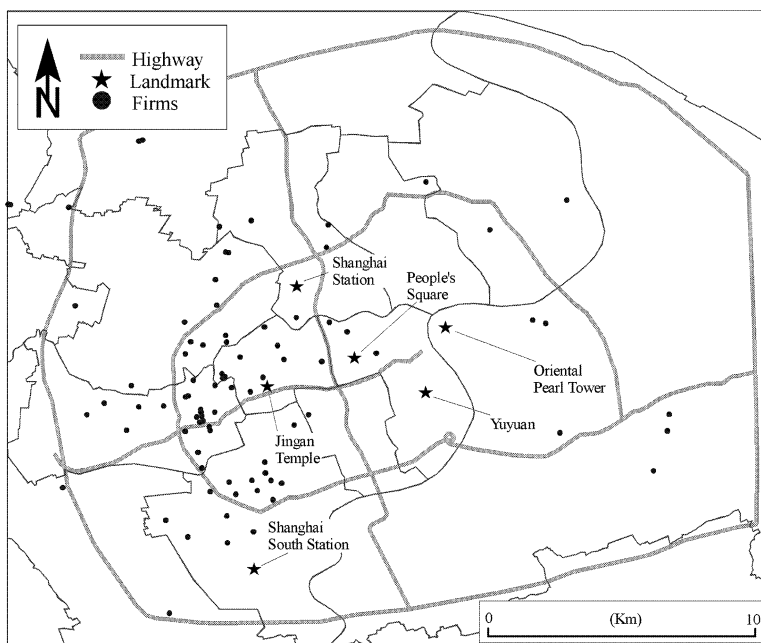 N
Highway
Landmark
Firms
Shanghai
Station
People's
Square
Oriental
Pearl Tower
Yuyuan
Jingan
Temple
Shanghai
South Station
0 (Km) 10